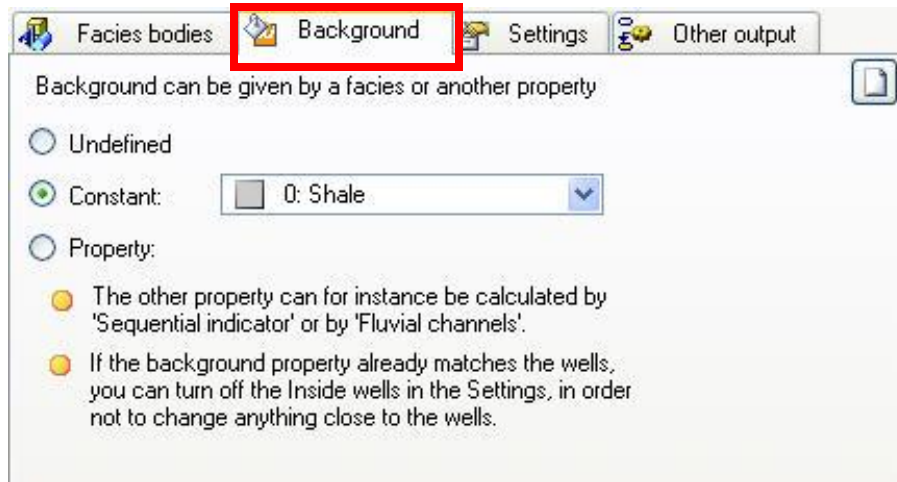 Facies bodies Background Settings Other output
Background can be given by a facies or another property
Undefined
Constant: 0: Shale
Property:
The other property can for instance be calculated by
'Sequential indicator' or by 'Fluvial channels'.
If the background property already matches the wells,
you can turn off the Inside wells in the Settings, in order
not to change anything close to the wells.